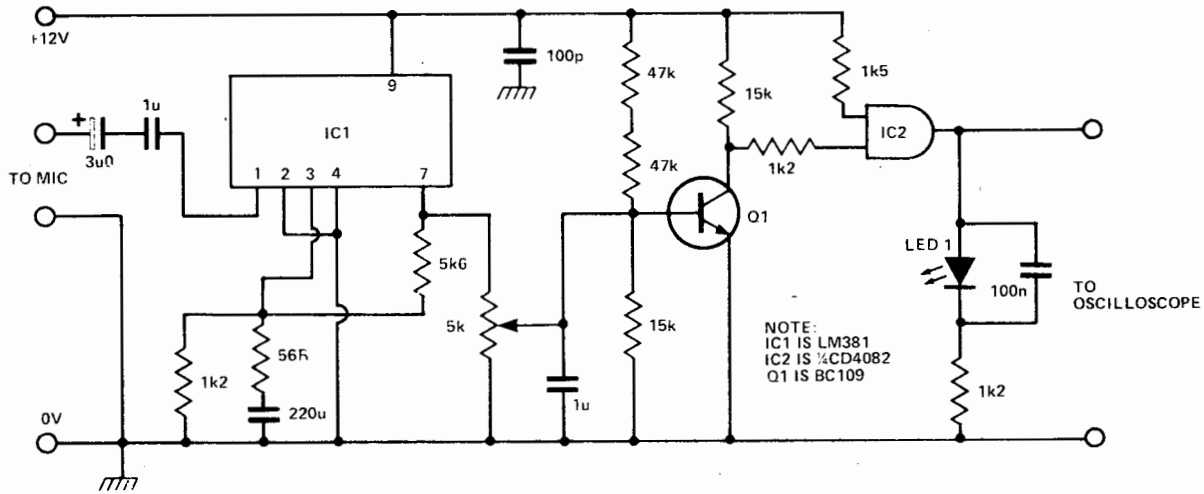 +12V
1u
+
3u0
TO MIC
0V
9
IC1
1 2 3 4 7
100p
47k
47k
15k
1k5
IC2
1k2
Q1
5k6
5k
15k
56R
1k2
220u
1u
LED 1
100n
TO
OSCILLOSCOPE
1k2
NOTE:
IC1 IS LM381
IC2 IS ¼CD4082
Q1 IS BC109